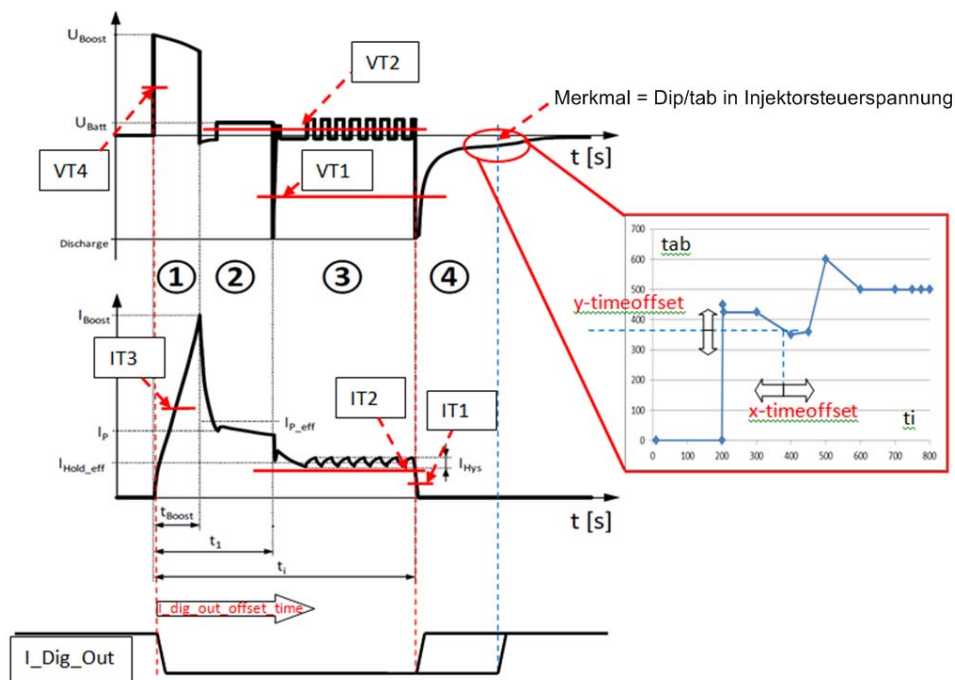 U_Boost
VT2
Merkmal = Dip/tab in Injektorsteuerspannung
U_Batt
t [s]
VT4
VT1
Discharge
1
2
3
4
I_Boost
IT3
IT2
IT1
I_P_eff
I_P
I_Hold_eff
I_Hys
t [s]
t_Boost
t_1
t_i
I_dig_out_offset_time
I_Dig_Out
700
600
500
400
300
200
100
0
tab
y-timeoffset
x-timeoffset
ti
0 100 200 300 400 500 600 700 800